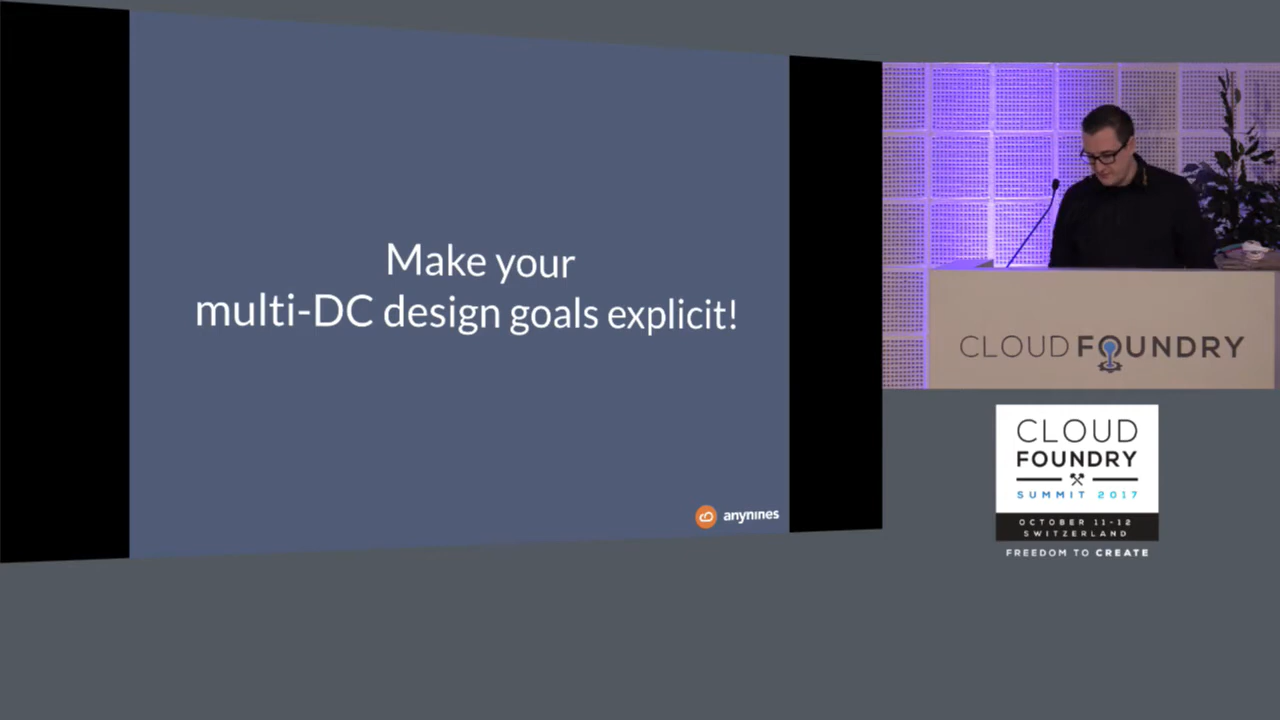 Make your
multi-DC design goals explicit!
anynines
CLOUD FOUNDRY
CLOUD
FOUNDRY
SUMMIT 2017
OCTOBER 11-12
SWITZERLAND
FREEDOM TO CREATE